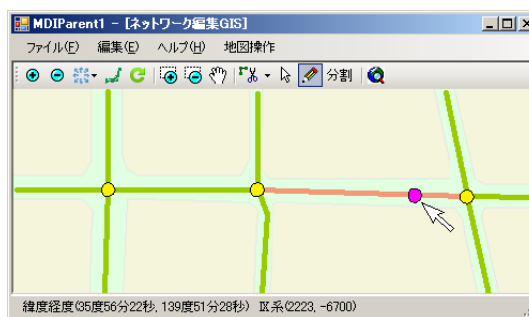 MDIParent1 - [ネットワーク編集GIS]
ファイル(F) 編集(E) ヘルプ(H) 地図操作
分割
緯度経度(35度56分22秒, 139度51分28秒) Ⅸ系(2223, -6700)